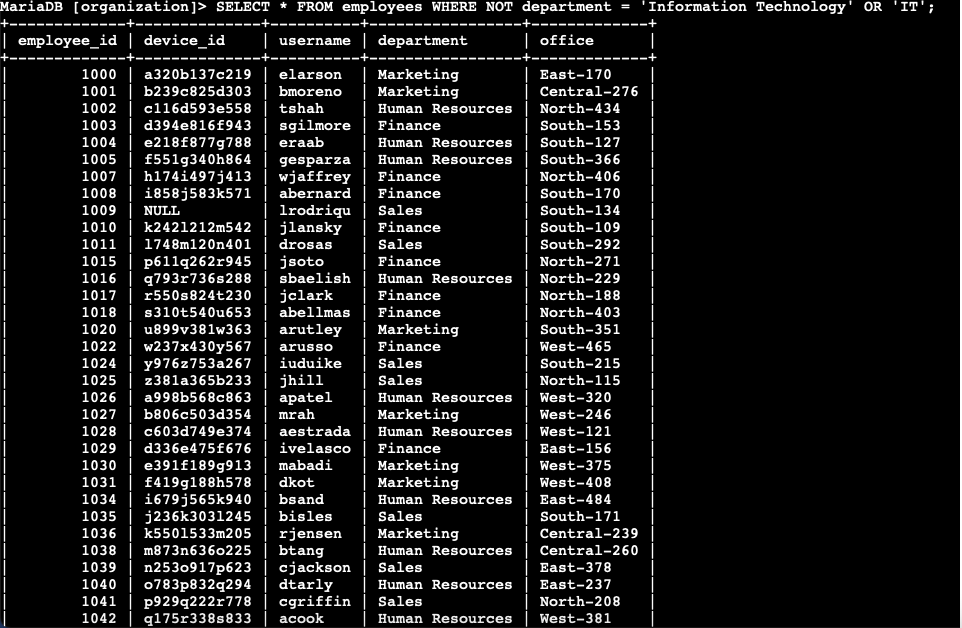 MariaDB [organization]> SELECT * FROM employees WHERE NOT department = 'Information Technology' OR 'IT';
+-------------+--------------+----------+-----------------+-------------+
| employee_id | device_id    | username | department      | office      |
+-------------+--------------+----------+-----------------+-------------+
|        1000 | a320b137c219 | elarson  | Marketing       | East-170    |
|        1001 | b239c825d303 | bmoreno  | Marketing       | Central-276 |
|        1002 | c116d593e558 | tshah    | Human Resources | North-434   |
|        1003 | d394e816f943 | sgilmore | Finance         | South-153   |
|        1004 | e218f877g788 | eraab    | Human Resources | South-127   |
|        1005 | f551g340h864 | gesparza | Human Resources | South-366   |
|        1007 | h174i497j413 | wjaffrey | Finance         | North-406   |
|        1008 | i858j583k571 | abernard | Finance         | South-170   |
|        1009 | NULL         | lrodriqu | Sales           | South-134   |
|        1010 | k242l212m542 | jlansky  | Finance         | South-109   |
|        1011 | l748m120n401 | drosas   | Sales           | South-292   |
|        1015 | p611q262r945 | jsoto    | Finance         | North-271   |
|        1016 | q793r736s288 | sbaelish | Human Resources | North-229   |
|        1017 | r550s824t230 | jclark   | Finance         | North-188   |
|        1018 | s310t540u653 | abellmas | Finance         | North-403   |
|        1020 | u899v381w363 | arutley  | Marketing       | South-351   |
|        1022 | w237x430y567 | arusso   | Finance         | West-465    |
|        1024 | y976z753a267 | iuduike  | Sales           | South-215   |
|        1025 | z381a365b233 | jhill    | Sales           | North-115   |
|        1026 | a998b568c863 | apatel   | Human Resources | West-320    |
|        1027 | b806c503d354 | mrah     | Marketing       | West-246    |
|        1028 | c603d749e374 | aestrada | Human Resources | West-121    |
|        1029 | d336e475f676 | ivelasco | Finance         | East-156    |
|        1030 | e391f189g913 | mabadi   | Marketing       | West-375    |
|        1031 | f419g188h578 | dkot     | Marketing       | West-408    |
|        1034 | i679j565k940 | bsand    | Human Resources | East-484    |
|        1035 | j236k303l245 | bisles   | Sales           | South-171   |
|        1036 | k550l533m205 | rjensen  | Marketing       | Central-239 |
|        1038 | m873n636o225 | btang    | Human Resources | Central-260 |
|        1039 | n253o917p623 | cjackson | Sales           | East-378    |
|        1040 | o783p832q294 | dtarly   | Human Resources | East-237    |
|        1041 | p929q222r778 | cgriffin | Sales           | North-208   |
|        1042 | q175r338s833 | acook    | Human Resources | West-381    |